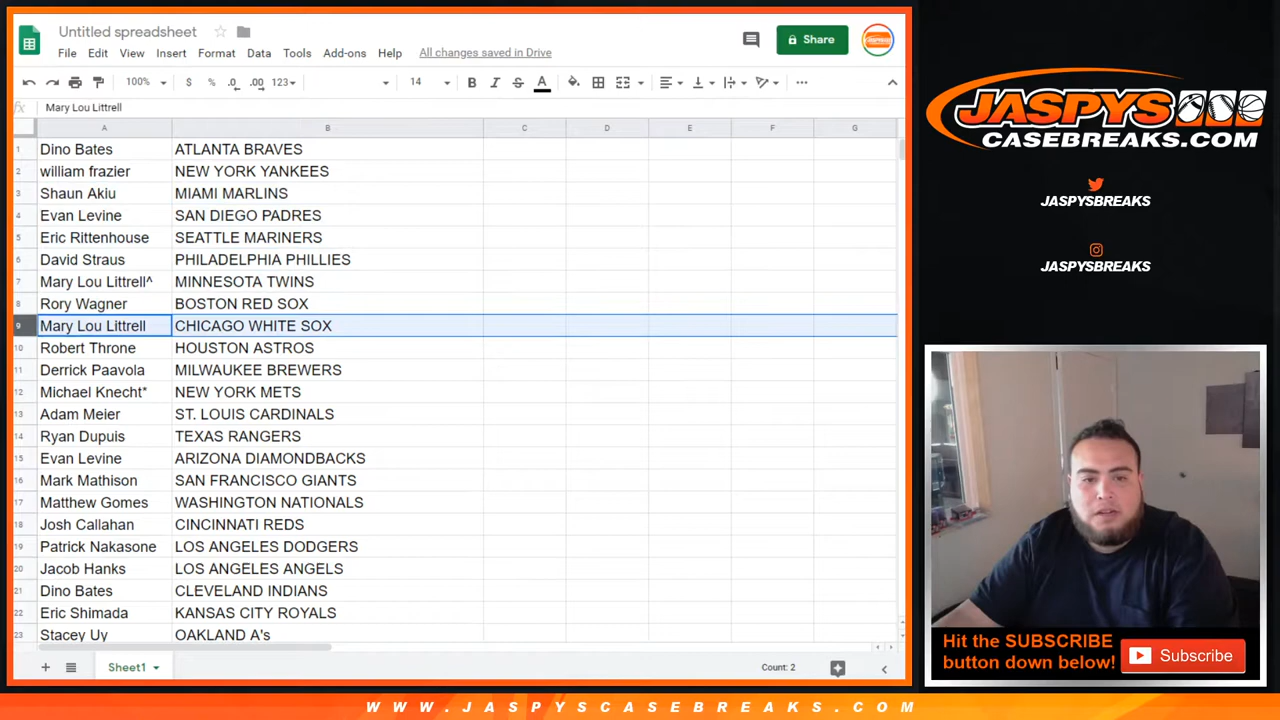 Untitled spreadsheet
File Edit View Insert Format Data Tools Add-ons Help All changes saved in Drive
Share
100% $ % .0 .00 123 14 B I S A
fx Mary Lou Littrell
A B C D E F G
1 Dino Bates ATLANTA BRAVES
2 william frazier NEW YORK YANKEES
3 Shaun Akiu MIAMI MARLINS
4 Evan Levine SAN DIEGO PADRES
5 Eric Rittenhouse SEATTLE MARINERS
6 David Straus PHILADELPHIA PHILLIES
7 Mary Lou Littrell^ MINNESOTA TWINS
8 Rory Wagner BOSTON RED SOX
9 Mary Lou Littrell CHICAGO WHITE SOX
10 Robert Throne HOUSTON ASTROS
11 Derrick Paavola MILWAUKEE BREWERS
12 Michael Knecht* NEW YORK METS
13 Adam Meier ST. LOUIS CARDINALS
14 Ryan Dupuis TEXAS RANGERS
15 Evan Levine ARIZONA DIAMONDBACKS
16 Mark Mathison SAN FRANCISCO GIANTS
17 Matthew Gomes WASHINGTON NATIONALS
18 Josh Callahan CINCINNATI REDS
19 Patrick Nakasone LOS ANGELES DODGERS
20 Jacob Hanks LOS ANGELES ANGELS
21 Dino Bates CLEVELAND INDIANS
22 Eric Shimada KANSAS CITY ROYALS
23 Stacey Uy OAKLAND A's
Sheet1
Count: 2
JASPYS
CASEBREAKS.COM
JASPYSBREAKS
JASPYSBREAKS
Hit the SUBSCRIBE
button down below!
Subscribe
WWW.JASPYSCASEBREAKS.COM